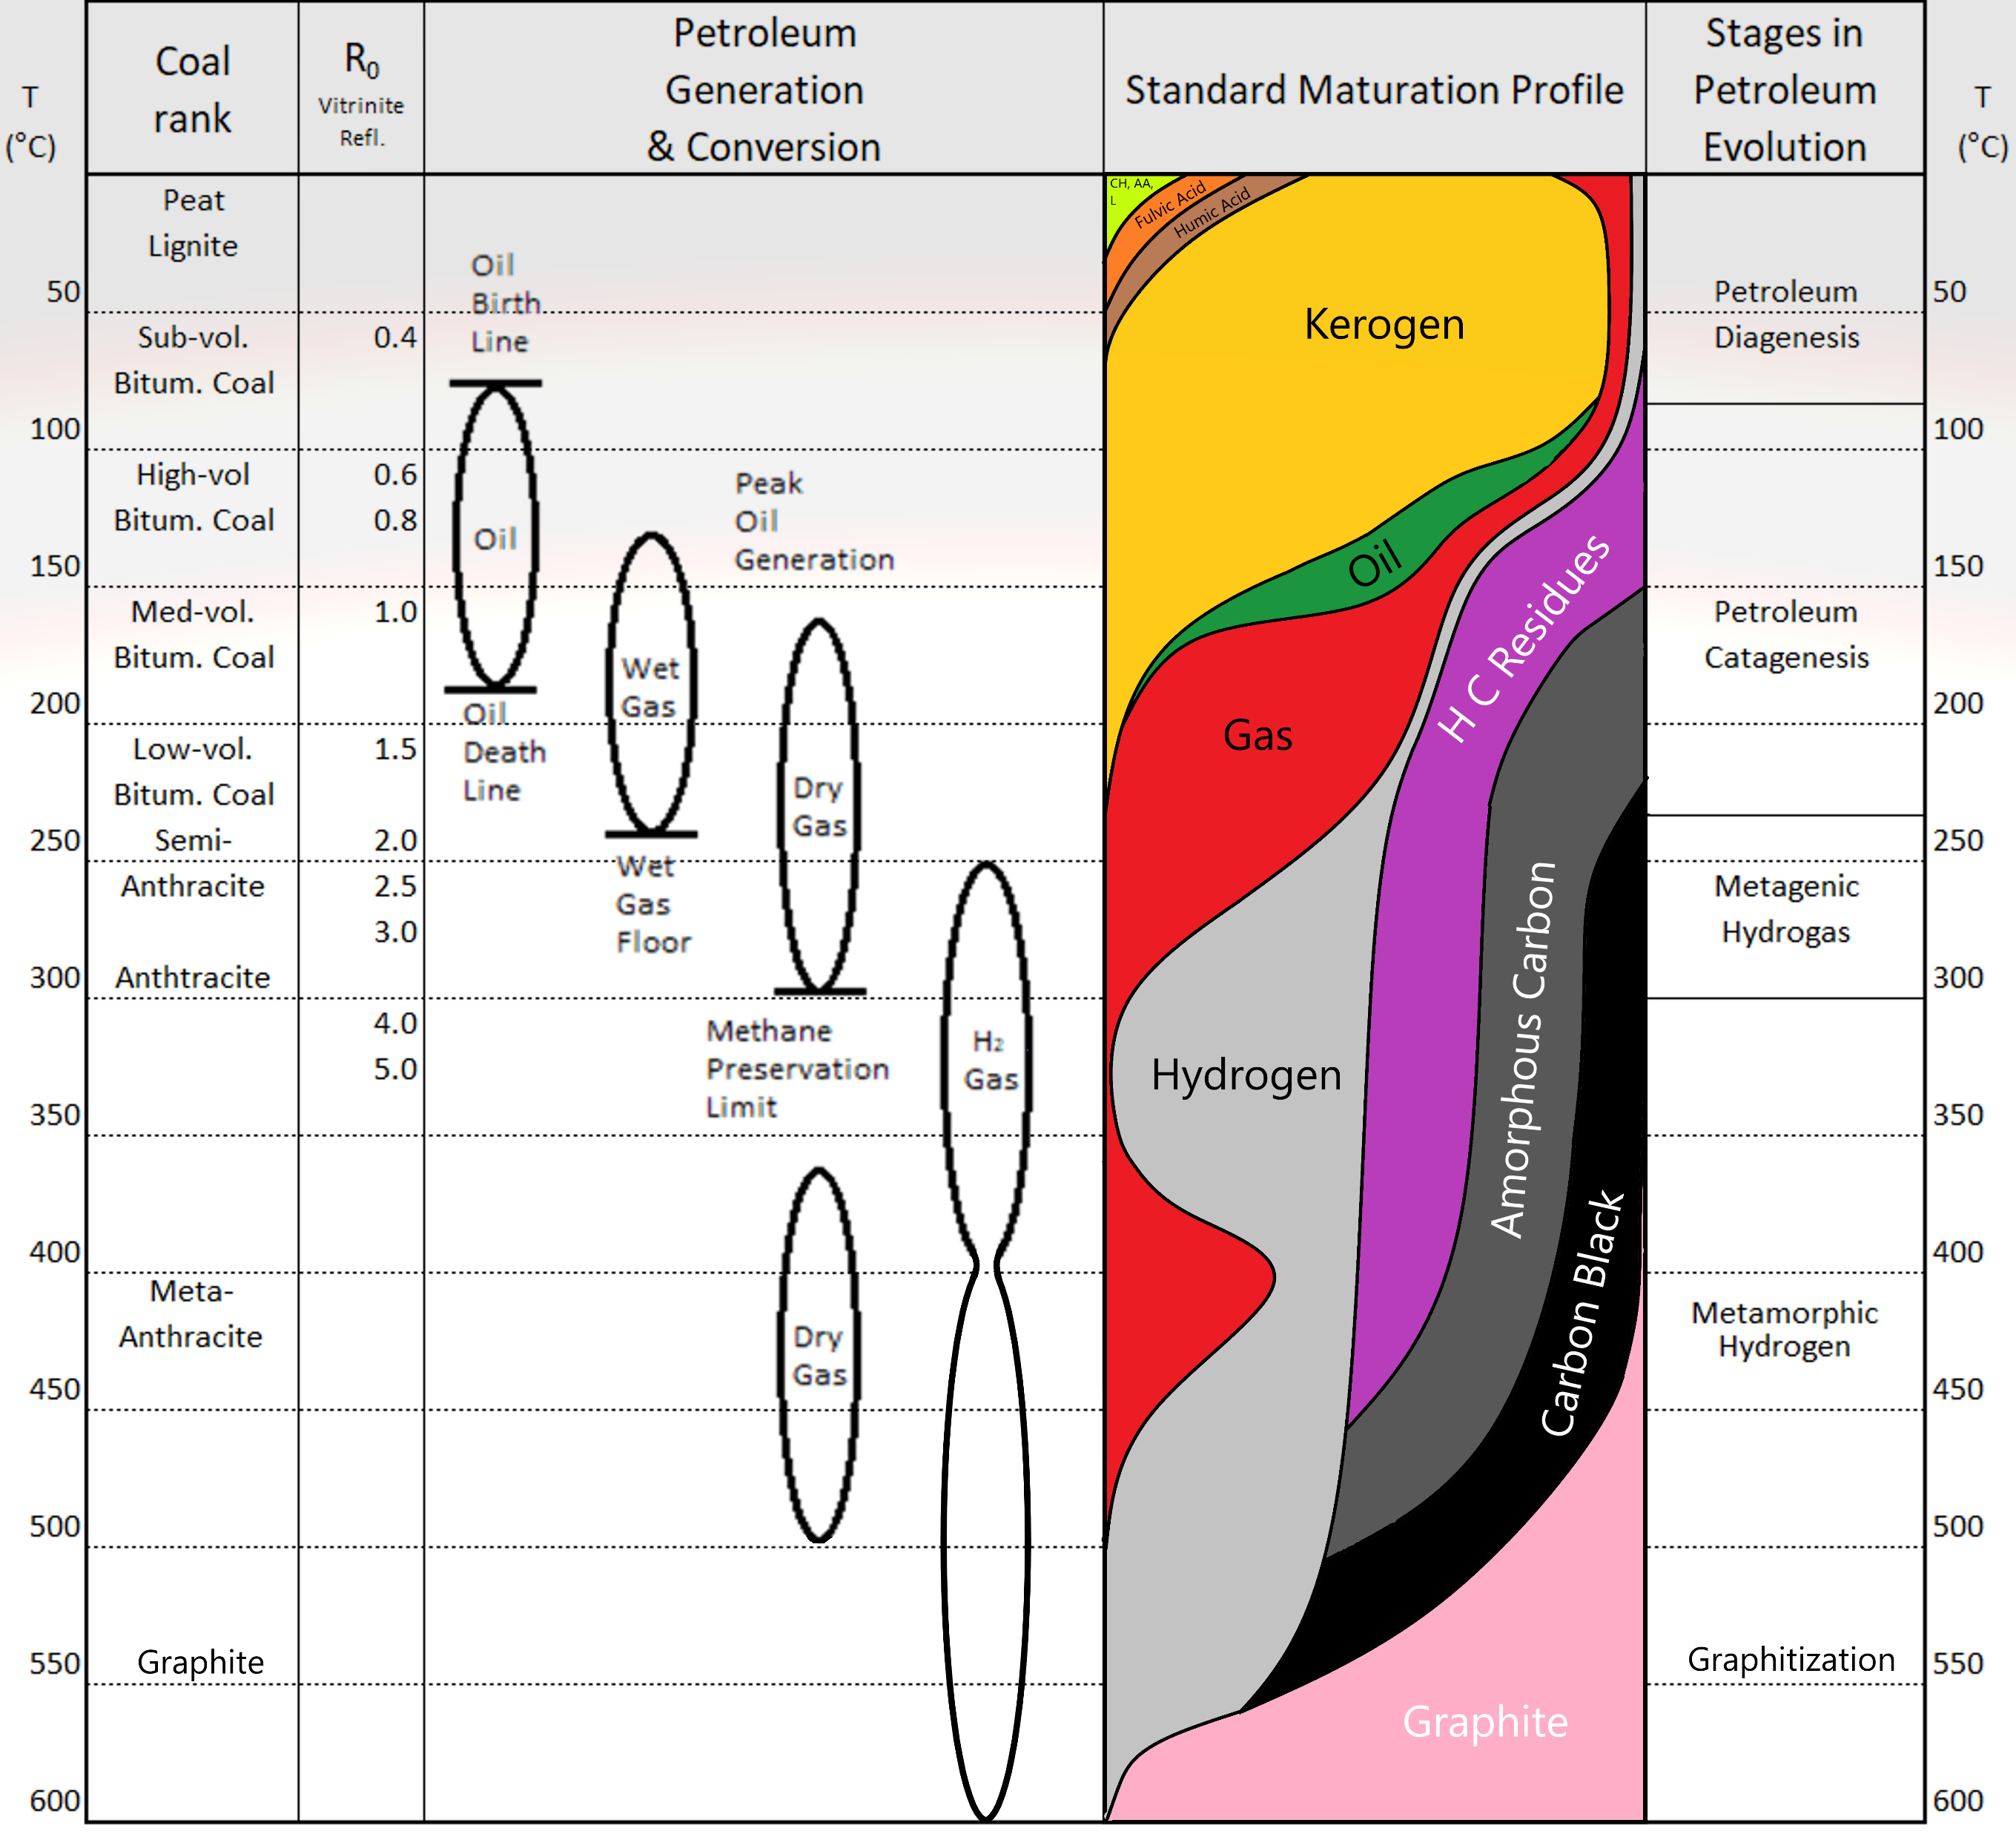 T
(°C)
Coal
rank
R₀
Vitrinite
Refl.
Petroleum
Generation
& Conversion
Standard Maturation Profile
Stages in
Petroleum
Evolution
T
(°C)
50
100
150
200
250
300
350
400
450
500
550
600
Peat
Lignite
Sub-vol.
Bitum. Coal
High-vol
Bitum. Coal
Med-vol.
Bitum. Coal
Low-vol.
Bitum. Coal
Semi-
Anthracite
Anthtracite
Meta-
Anthracite
Graphite
0.4
0.6
0.8
1.0
1.5
2.0
2.5
3.0
4.0
5.0
Oil
Birth
Line
Oil
Oil
Death
Line
Wet
Gas
Wet
Gas
Floor
Peak
Oil
Generation
Dry
Gas
Methane
Preservation
Limit
Dry
Gas
H₂
Gas
CH, AA,
L
Fulvic Acid
Humic Acid
Kerogen
Oil
Gas
H C Residues
Hydrogen
Amorphous Carbon
Carbon Black
Graphite
Petroleum
Diagenesis
Petroleum
Catagenesis
Metagenic
Hydrogas
Metamorphic
Hydrogen
Graphitization
50
100
150
200
250
300
350
400
450
500
550
600